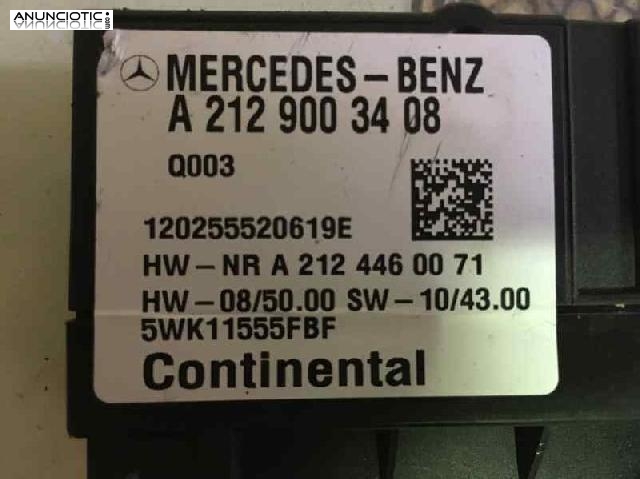 ANUNCIOTIC.COM
MERCEDES-BENZ
A 212 900 34 08
Q003
120255520619E
HW-NR A 212 446 00 71
HW-08/50.00 SW-10/43.00
5WK11555FBF
Continental